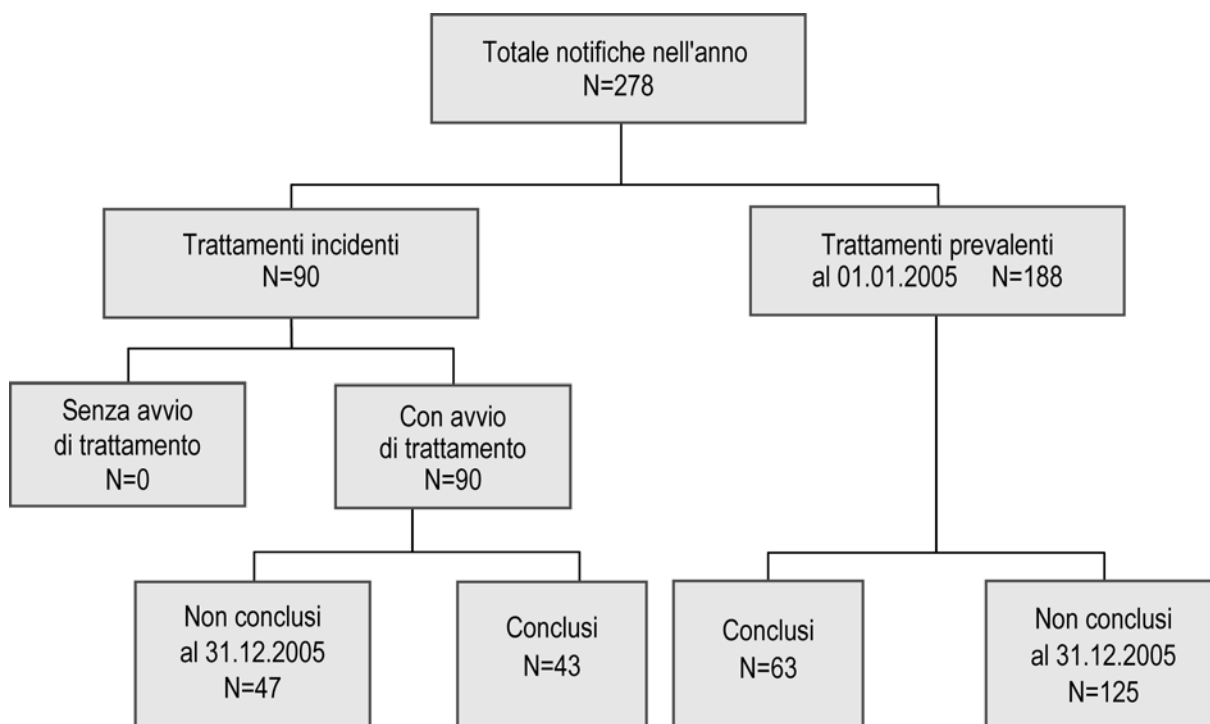 Totale notifiche nell'anno
N=278
Trattamenti incidenti
N=90
Trattamenti prevalenti
al 01.01.2005 N=188
Senza avvio
di trattamento
N=0
Con avvio
di trattamento
N=90
Non conclusi
al 31.12.2005
N=47
Conclusi
N=43
Conclusi
N=63
Non conclusi
al 31.12.2005
N=125